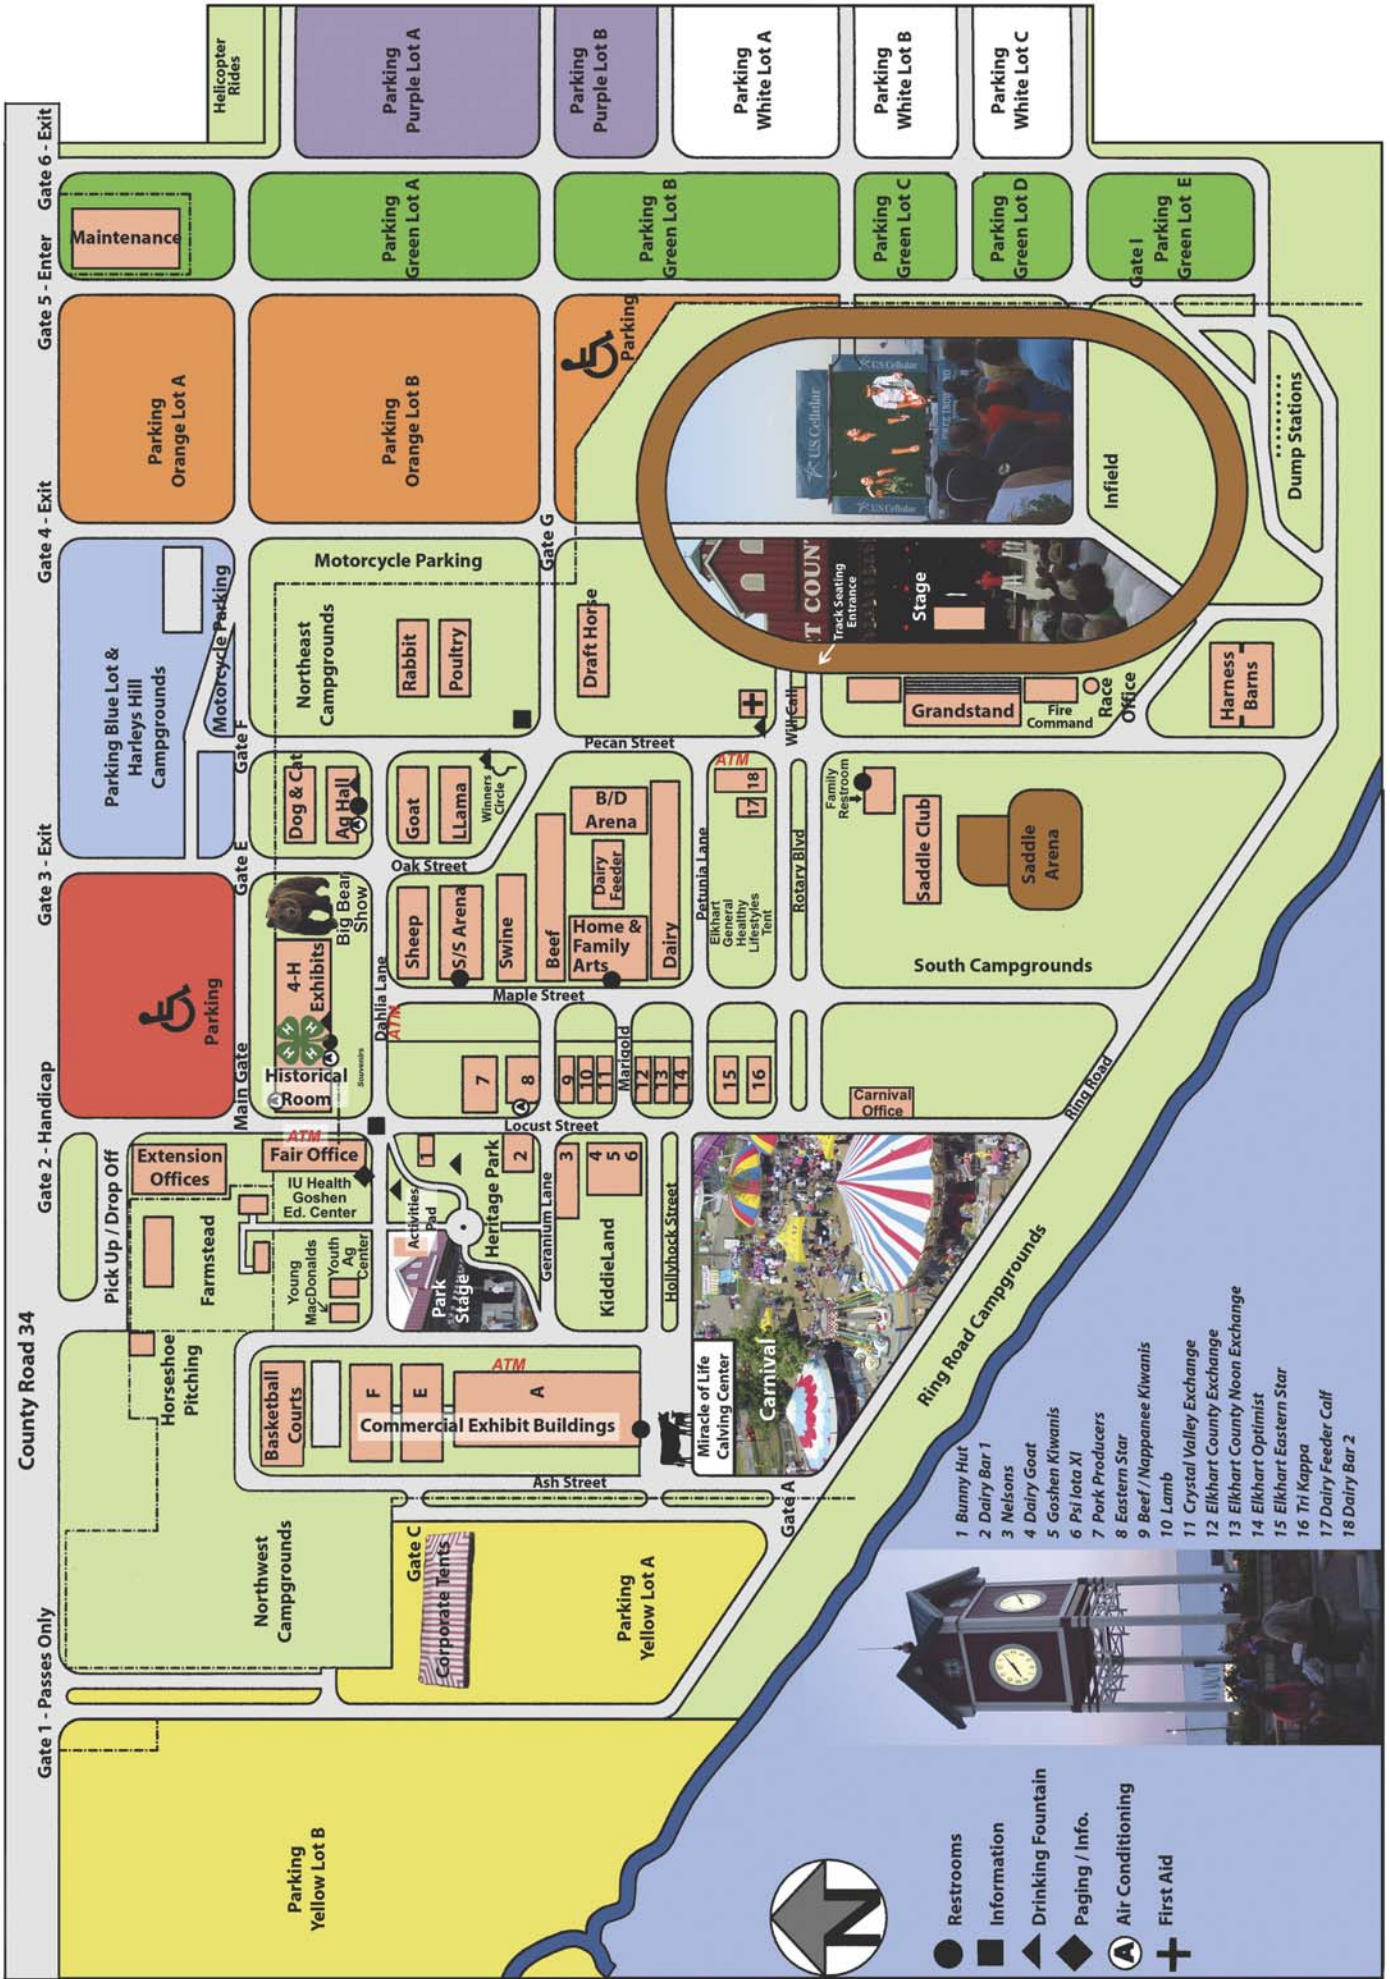 County Road 34
Gate 1 - Passes Only
Gate 2 - Handicap
Gate 3 - Exit
Gate 4 - Exit
Gate 5 - Enter
Gate 6 - Exit
Parking
Yellow Lot B
Northwest
Campgrounds
Gate C
Corporate Tents
Parking
Yellow Lot A
Gate A
Horseshoe
Pitching
Basketball
Courts
F
E
A
ATM
Commercial Exhibit Buildings
Ash Street
Miracle of Life
Calving Center
Carnival
Pick Up / Drop Off
Extension
Offices
Farmstead
ATM
Fair Office
IU Health
Goshen
Ed. Center
Young
MacDonalds
Youth
Ag
Center
Activities
Pad
Park
Stage
Heritage Park
1
2
Geranium Lane
3
4
5
6
KiddieLand
Hollyhock Street
Locust Street
Parking
Main Gate
Historical
Room
Souvenirs
4-H
Exhibits
H
H
H
H
Big Bear
Show
Gate E
Dahlia Lane
ATM
7
8
9
10
11
Marigold
12
13
14
15
16
Carnival
Office
Ring Road
Ring Road Campgrounds
Maple Street
Sheep
S/S Arena
Swine
Beef
Home &
Family
Arts
Dairy
Feeder
B/D
Arena
Dairy
Petunia Lane
Elkhart
General
Healthy
Lifestyles
Tent
ATM
17
18
Rotary Blvd
South Campgrounds
Family
Restroom
Saddle Club
Saddle
Arena
Oak Street
Goat
LLama
Winners
Circle
Dog & Cat
Ag Hall
Gate F
Parking Blue Lot &
Harleys Hill
Campgrounds
Motorcycle Parking
Pecan Street
Northeast
Campgrounds
Rabbit
Poultry
Motorcycle Parking
Gate G
Draft Horse
Will Call
Grandstand
Fire
Command
Race
Office
Harness
Barns
Track Seating
Entrance
Stage
T COUN
US Cellular
US Cellular
US Cellular
Infield
Dump Stations
Parking
Orange Lot A
Parking
Orange Lot B
Parking
Maintenance
Parking
Green Lot A
Parking
Green Lot B
Parking
Green Lot C
Parking
Green Lot D
Gate I
Parking
Green Lot E
Helicopter
Rides
Parking
Purple Lot A
Parking
Purple Lot B
Parking
White Lot A
Parking
White Lot B
Parking
White Lot C
N
Restrooms
Information
Drinking Fountain
Paging / Info.
A Air Conditioning
First Aid
1 Bunny Hut
2 Dairy Bar 1
3 Nelsons
4 Dairy Goat
5 Goshen Kiwanis
6 Psi Iota XI
7 Pork Producers
8 Eastern Star
9 Beef / Nappanee Kiwanis
10 Lamb
11 Crystal Valley Exchange
12 Elkhart County Exchange
13 Elkhart County Noon Exchange
14 Elkhart Optimist
15 Elkhart Eastern Star
16 Tri Kappa
17 Dairy Feeder Calf
18 Dairy Bar 2